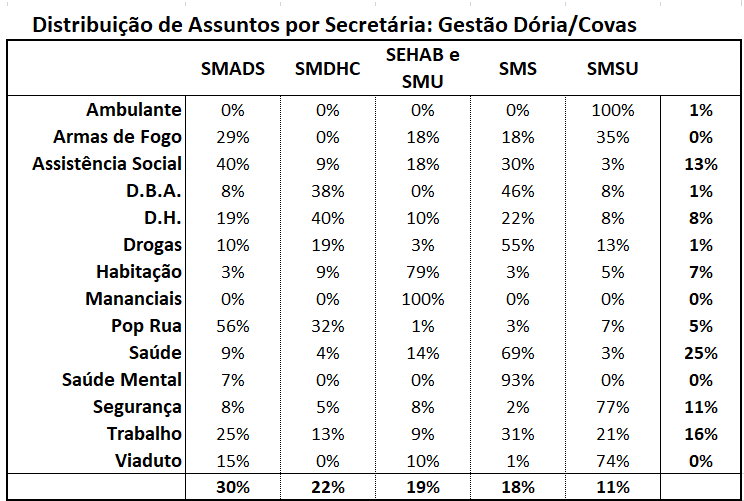 Distribuição de Assuntos por Secretária: Gestão Dória/Covas
SMADS SMDHC SEHAB e SMU SMS SMSU
Ambulante 0% 0% 0% 0% 100% 1%
Armas de Fogo 29% 0% 18% 18% 35% 0%
Assistência Social 40% 9% 18% 30% 3% 13%
D.B.A. 8% 38% 0% 46% 8% 1%
D.H. 19% 40% 10% 22% 8% 8%
Drogas 10% 19% 3% 55% 13% 1%
Habitação 3% 9% 79% 3% 5% 7%
Mananciais 0% 0% 100% 0% 0% 0%
Pop Rua 56% 32% 1% 3% 7% 5%
Saúde 9% 4% 14% 69% 3% 25%
Saúde Mental 7% 0% 0% 93% 0% 0%
Segurança 8% 5% 8% 2% 77% 11%
Trabalho 25% 13% 9% 31% 21% 16%
Viaduto 15% 0% 10% 1% 74% 0%
30% 22% 19% 18% 11%